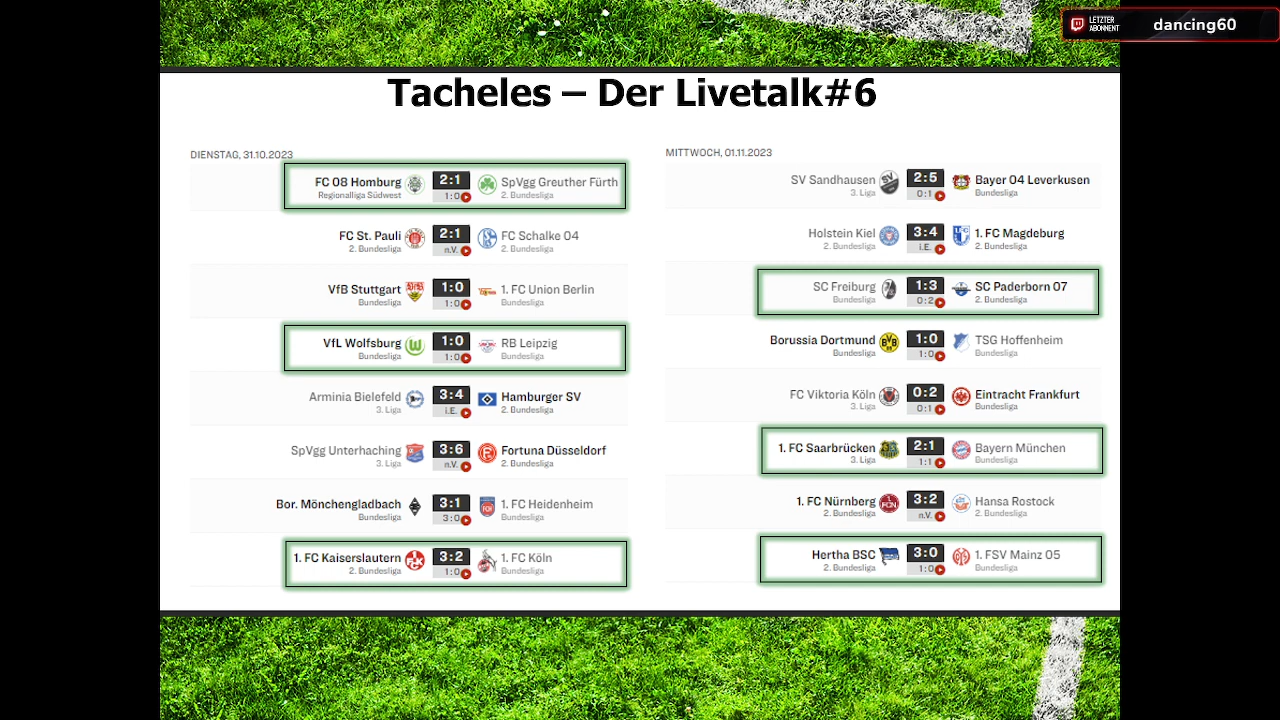 LETZTER
ABONNENT
dancing60
Tacheles – Der Livetalk#6
DIENSTAG, 31.10.2023
FC 08 Homburg 2:1 SpVgg Greuther Fürth
Regionalliga Südwest 1:0 2. Bundesliga
FC St. Pauli 2:1 FC Schalke 04
2. Bundesliga n.V. 2. Bundesliga
VfB Stuttgart 1:0 1. FC Union Berlin
Bundesliga 1:0 Bundesliga
VfL Wolfsburg 1:0 RB Leipzig
Bundesliga 1:0 Bundesliga
Arminia Bielefeld 3:4 Hamburger SV
3. Liga i.E. 2. Bundesliga
SpVgg Unterhaching 3:6 Fortuna Düsseldorf
3. Liga n.V. 2. Bundesliga
Bor. Mönchengladbach 3:1 1. FC Heidenheim
Bundesliga 3:0 Bundesliga
1. FC Kaiserslautern 3:2 1. FC Köln
2. Bundesliga 1:0 Bundesliga
MITTWOCH, 01.11.2023
SV Sandhausen 2:5 Bayer 04 Leverkusen
3. Liga 0:1 Bundesliga
Holstein Kiel 3:4 1. FC Magdeburg
2. Bundesliga i.E. 2. Bundesliga
SC Freiburg 1:3 SC Paderborn 07
Bundesliga 0:2 2. Bundesliga
Borussia Dortmund 1:0 TSG Hoffenheim
Bundesliga 1:0 Bundesliga
FC Viktoria Köln 0:2 Eintracht Frankfurt
3. Liga 0:1 Bundesliga
1. FC Saarbrücken 2:1 Bayern München
3. Liga 1:1 Bundesliga
1. FC Nürnberg 3:2 Hansa Rostock
2. Bundesliga n.V. 2. Bundesliga
Hertha BSC 3:0 1. FSV Mainz 05
2. Bundesliga 1:0 Bundesliga